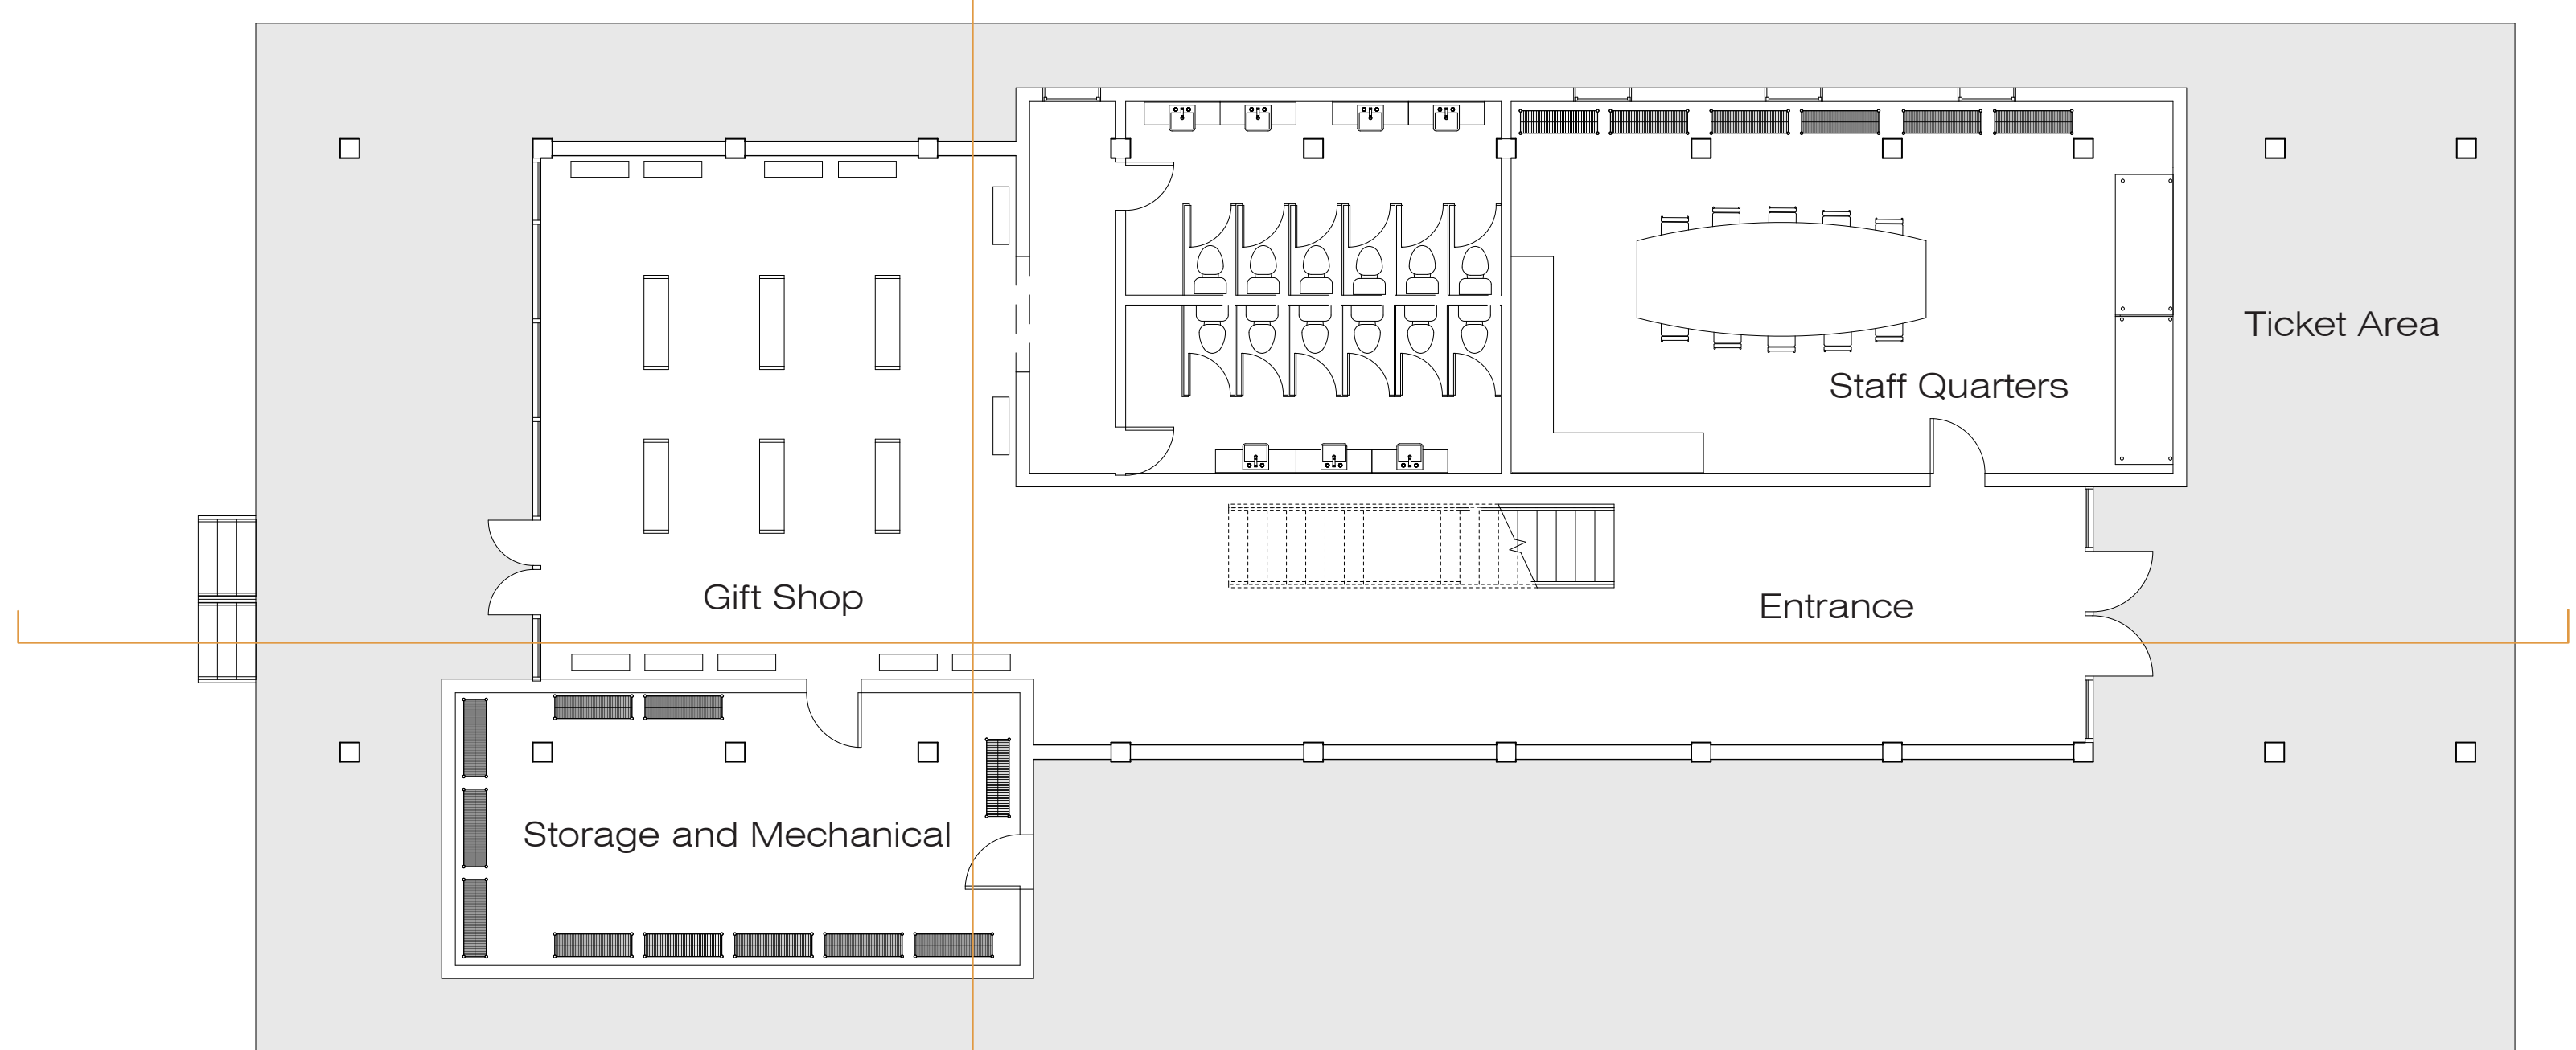 Ticket Area
Staff Quarters
Gift Shop
Entrance
Storage and Mechanical